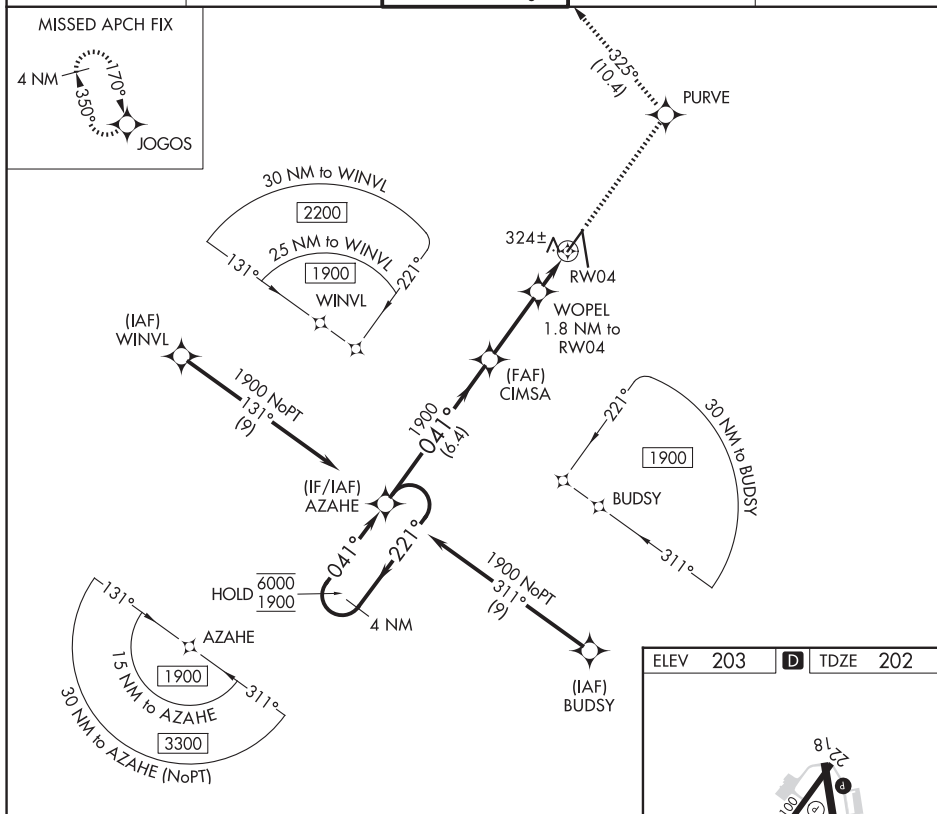 MISSED APCH FIX
4 NM
170°
350°
JOGOS
325°
(10.4)
PURVE
30 NM to WINVL
2200
25 NM to WINVL
1900
131°
221°
WINVL
324±
RW04
WOPEL
1.8 NM to
RW04
(IAF)
WINVL
1900 NoPT
131°
(9)
(FAF)
CIMSA
1900
041°
(6.4)
(IF/IAF)
AZAHE
221°
30 NM to BUDSY
1900
BUDSY
311°
041°
221°
HOLD 6000
1900
4 NM
1900 NoPT
311°
(9)
(IAF)
BUDSY
131°
AZAHE
1900
15 NM to AZAHE
311°
3300
30 NM to AZAHE (NoPT)
ELEV 203 D TDZE 202
18
22
P
P